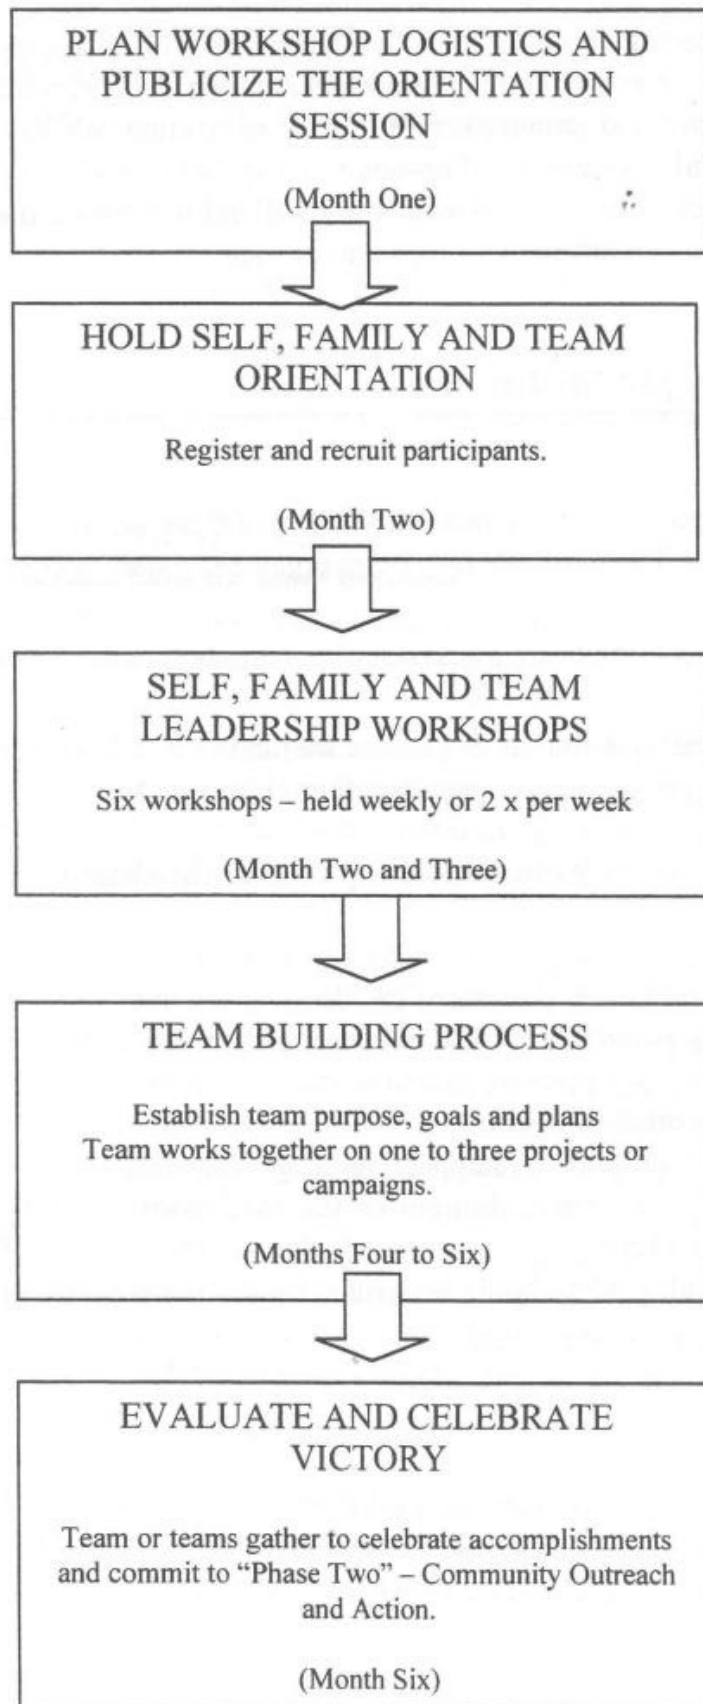 PLAN WORKSHOP LOGISTICS AND
PUBLICIZE THE ORIENTATION
SESSION
(Month One)
HOLD SELF, FAMILY AND TEAM
ORIENTATION
Register and recruit participants.
(Month Two)
SELF, FAMILY AND TEAM
LEADERSHIP WORKSHOPS
Six workshops – held weekly or 2 x per week
(Month Two and Three)
TEAM BUILDING PROCESS
Establish team purpose, goals and plans
Team works together on one to three projects or
campaigns.
(Months Four to Six)
EVALUATE AND CELEBRATE
VICTORY
Team or teams gather to celebrate accomplishments
and commit to “Phase Two” – Community Outreach
and Action.
(Month Six)